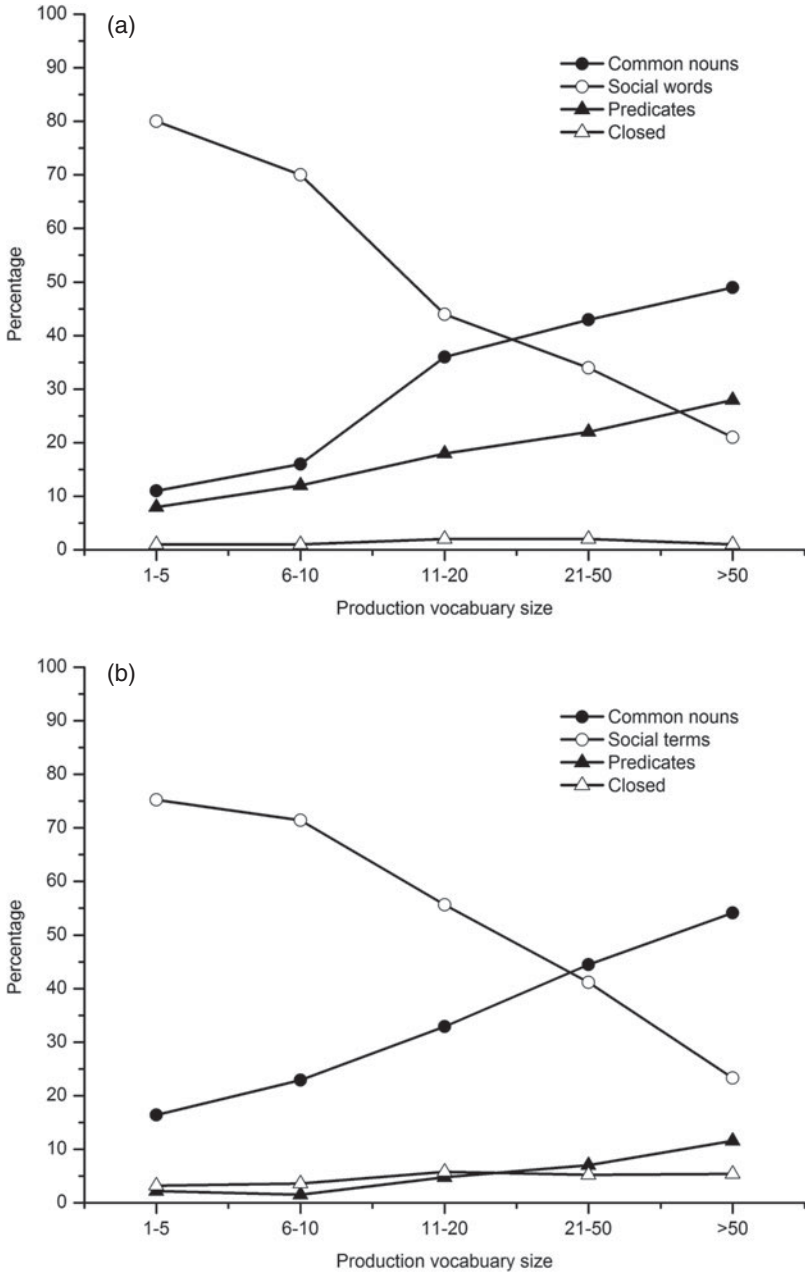 (a)
100
90
80
70
60
50
40
30
20
10
0
Percentage
Common nouns
Social words
Predicates
Closed
1-5 6-10 11-20 21-50 >50
Production vocabuary size
(b)
100
90
80
70
60
50
40
30
20
10
0
Percentage
Common nouns
Social terms
Predicates
Closed
1-5 6-10 11-20 21-50 >50
Production vocabuary size